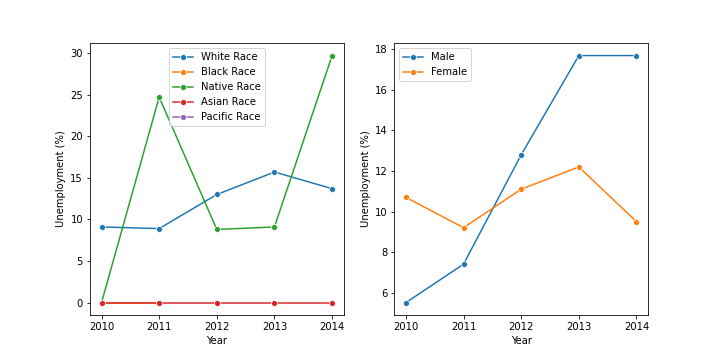 30
25
20
15
10
5
0
Unemployment (%)
White Race
Black Race
Native Race
Asian Race
Pacific Race
2010 2011 2012 2013 2014
Year
18
16
14
12
10
8
6
Unemployment (%)
Male
Female
2010 2011 2012 2013 2014
Year